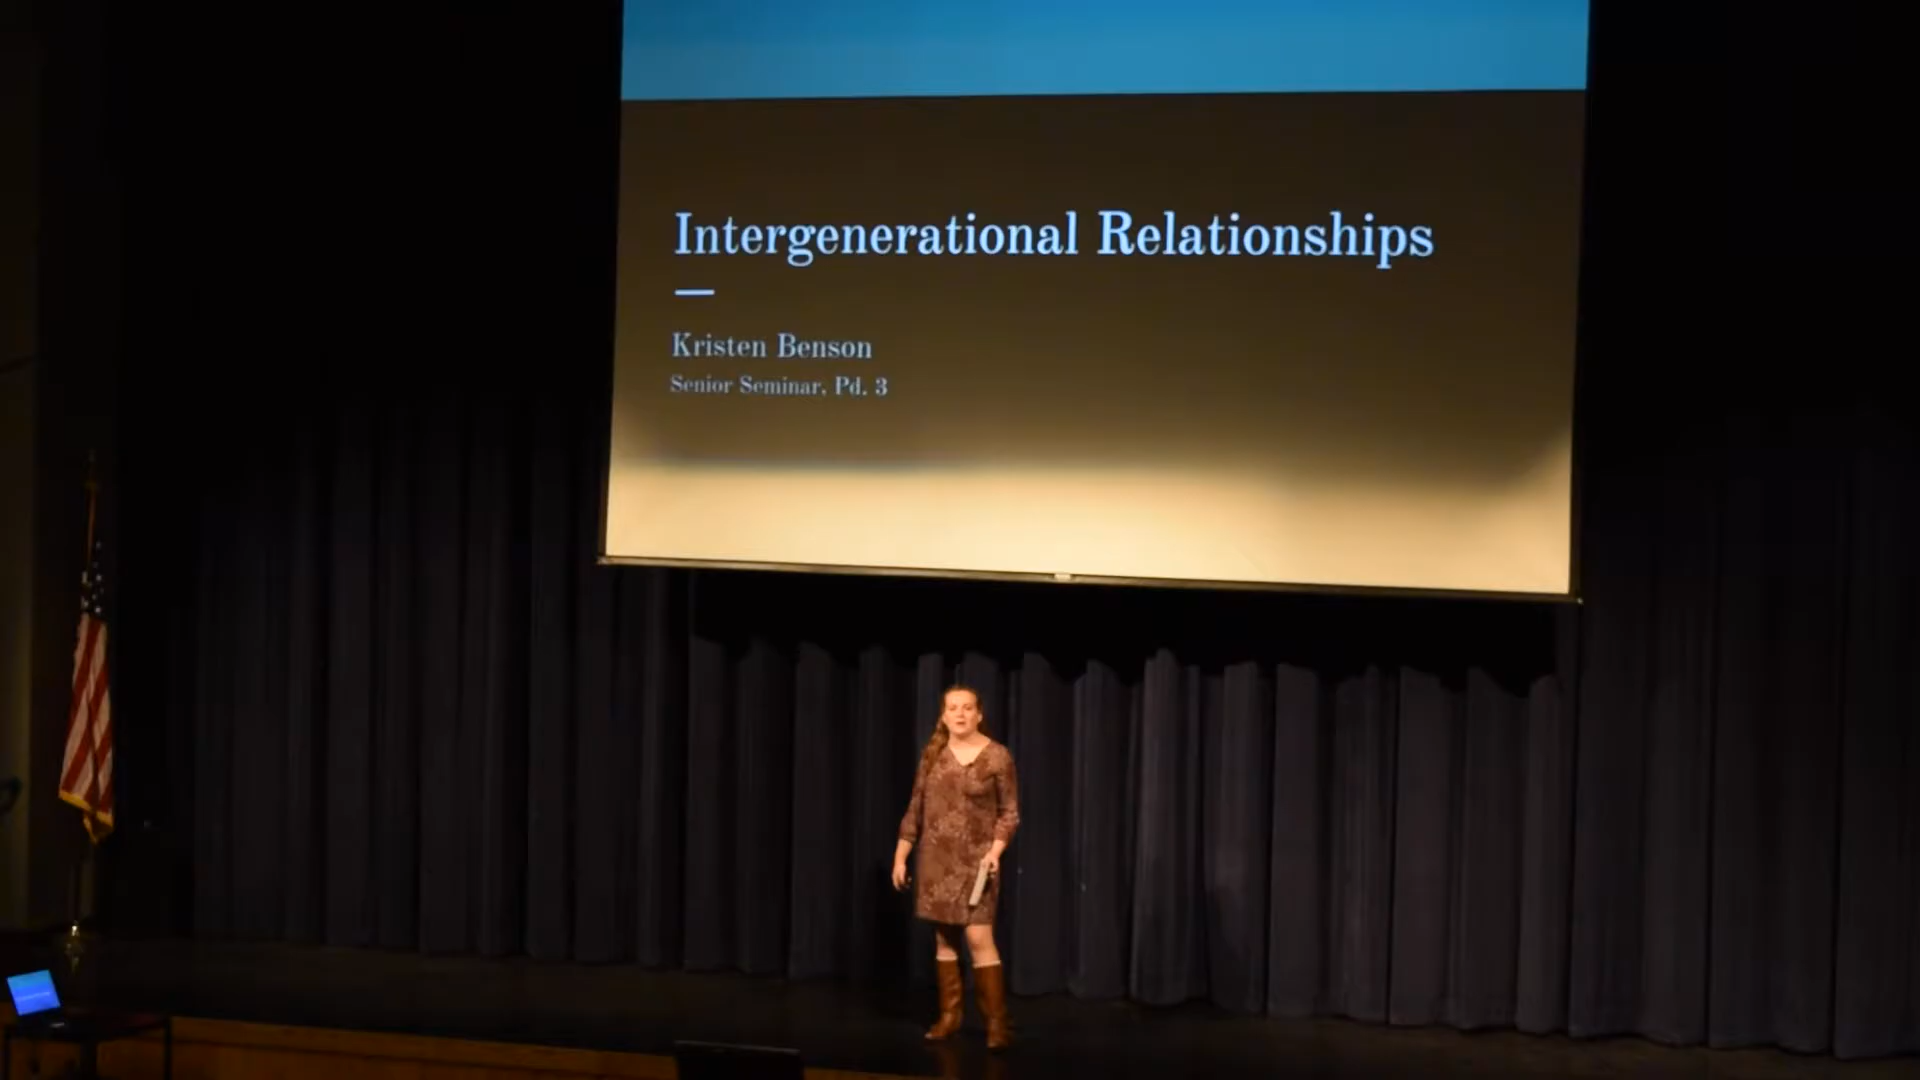 Intergenerational Relationships
Kristen Benson
Senior Seminar, Pd. 3